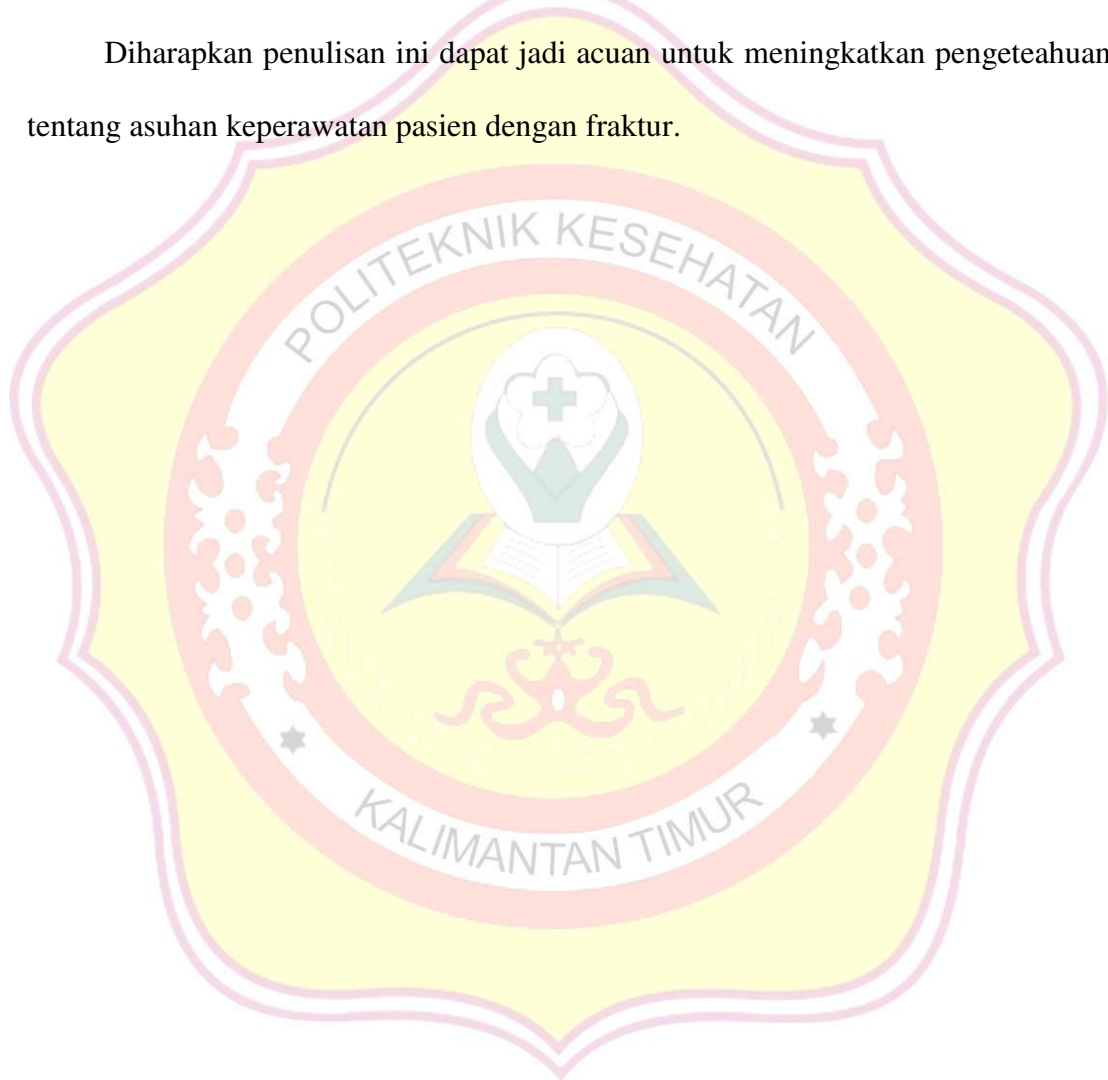 Diharapkan penulisan ini dapat jadi acuan untuk meningkatkan pengeteahuan
tentang asuhan keperawatan pasien dengan fraktur.
POLITEKNIK KESEHATAN
KALIMANTAN TIMUR